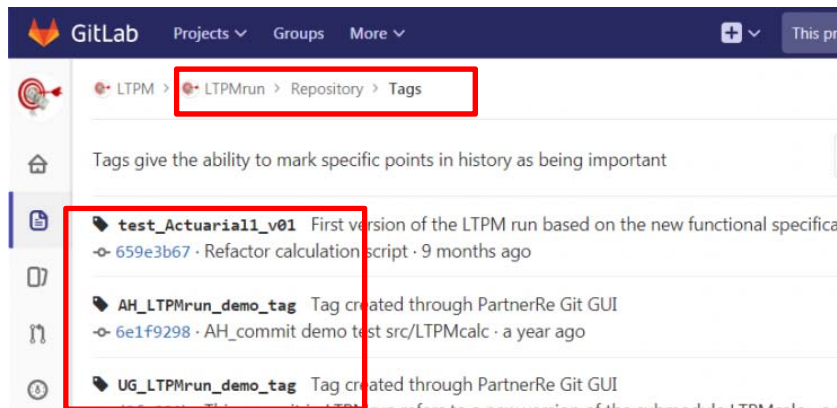 GitLab Projects Groups More This pr
LTPM > LTPMrun > Repository > Tags
Tags give the ability to mark specific points in history as being important
test_Actuarial1_v01 First version of the LTPM run based on the new functional specifica
659e3b67 · Refactor calculation script · 9 months ago
AH_LTPMrun_demo_tag Tag created through PartnerRe Git GUI
6e1f9298 · AH_commit demo test src/LTPMcalc · a year ago
UG_LTPMrun_demo_tag Tag created through PartnerRe Git GUI